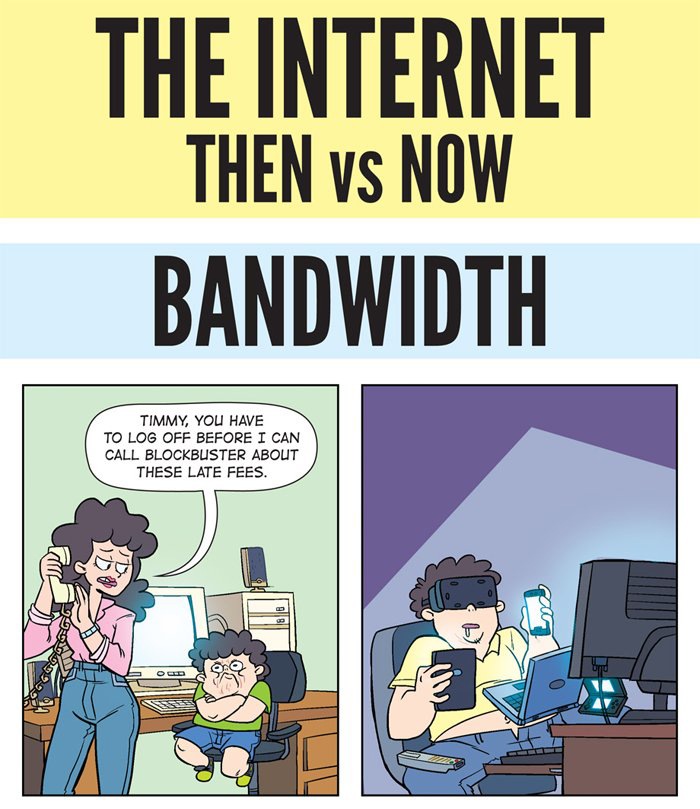 THE INTERNET
THEN vs NOW
BANDWIDTH
TIMMY, YOU HAVE
TO LOG OFF BEFORE I CAN
CALL BLOCKBUSTER ABOUT
THESE LATE FEES.